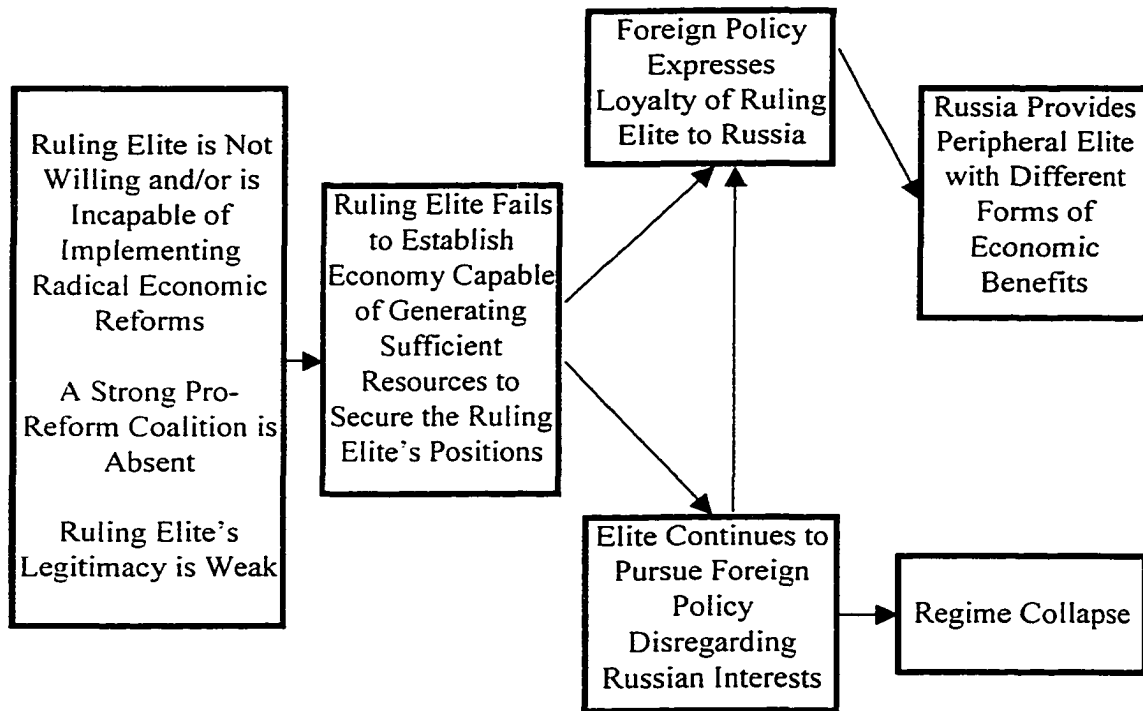 Ruling Elite is Not
Willing and/or is
Incapable of
Implementing
Radical Economic
Reforms
A Strong Pro-
Reform Coalition is
Absent
Ruling Elite's
Legitimacy is Weak
Ruling Elite Fails
to Establish
Economy Capable
of Generating
Sufficient
Resources to
Secure the Ruling
Elite's Positions
Foreign Policy
Expresses
Loyalty of Ruling
Elite to Russia
Russia Provides
Peripheral Elite
with Different
Forms of
Economic
Benefits
Elite Continues to
Pursue Foreign
Policy
Disregarding
Russian Interests
Regime Collapse